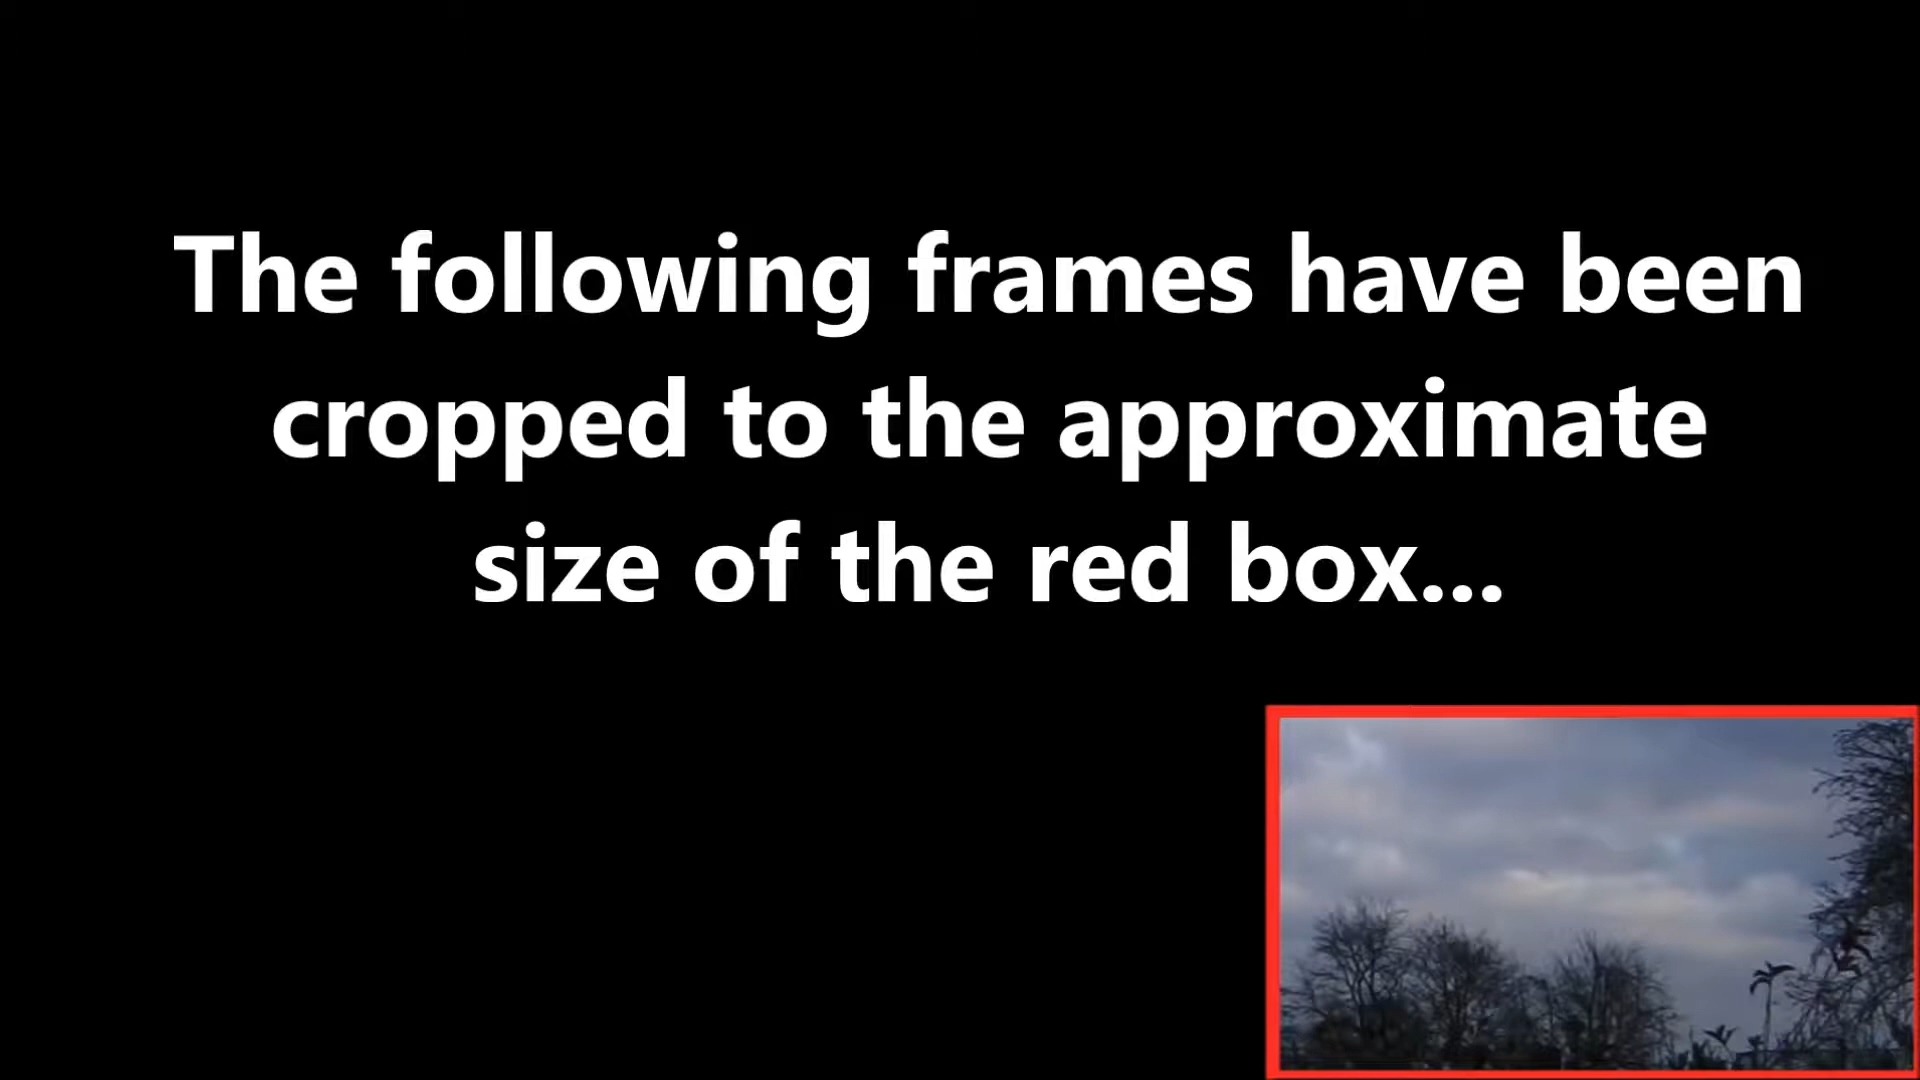 The following frames have been
cropped to the approximate
size of the red box...